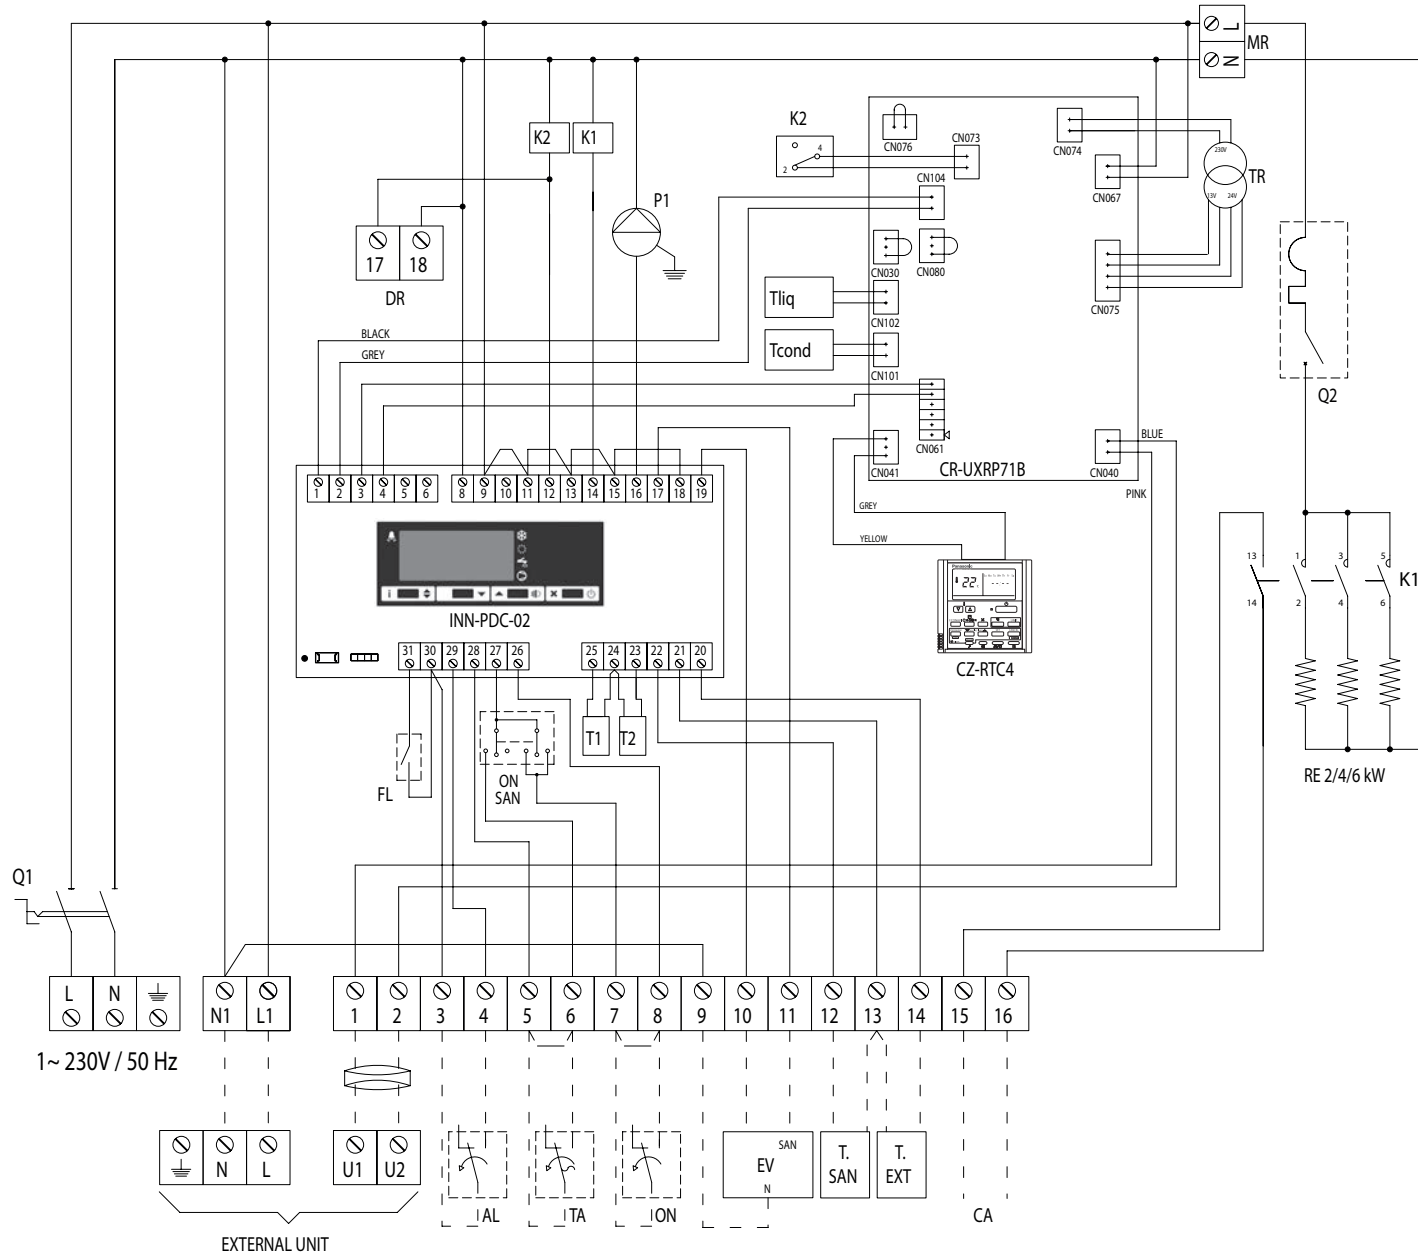 L
N
MR
K2
K1
K2
4
2
P1
CN076
CN073
CN074
CN104
CN067
230V
13V
24V
TR
17
18
DR
CN030
CN080
Tliq
CN102
CN075
BLACK
GREY
Tcond
CN101
Q2
CN061
CN041
CR-UXRP71B
BLUE
CN040
PINK
1 2 3 4 5 6
8 9 10 11 12 13 14 15 16 17 18 19
GREY
YELLOW
INN-PDC-02
Panasonic
22
CZ-RTC4
13
14
1
2
3
4
5
6
K1
31 30 29 28 27 26
25 24 23 22 21 20
T1
T2
FL
ON
SAN
RE 2/4/6 kW
Q1
L
N
N1
L1
1 2 3 4 5 6 7 8 9 10 11 12 13 14 15 16
1~ 230V / 50 Hz
N
L
U1
U2
EXTERNAL UNIT
AL
TA
ON
SAN
EV
N
T.
SAN
T.
EXT
CA